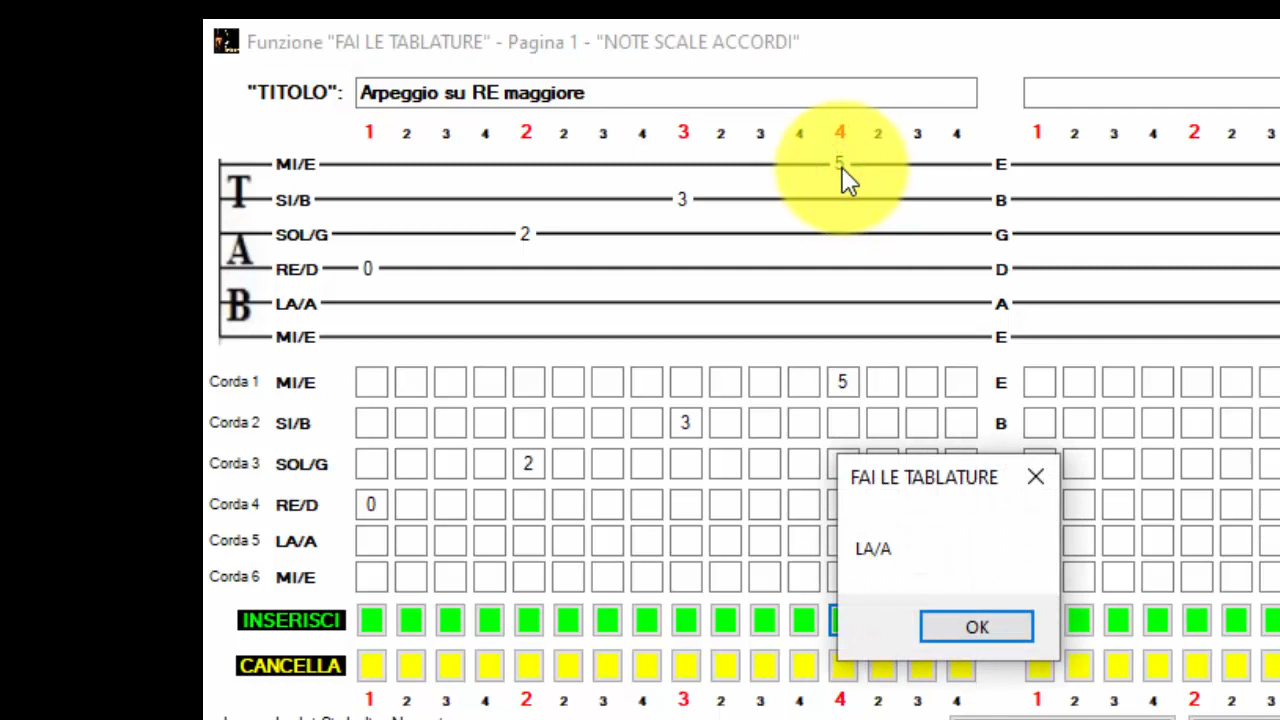 Funzione "FAI LE TABLATURE" - Pagina 1 - "NOTE SCALE ACCORDI"
"TITOLO": Arpeggio su RE maggiore
1 2 3 4 2 2 3 4 3 2 3 4 4 2 3 4 1 2 3 4 2 2 3
T A B
MI/E 5 E
SI/B 3 B
SOL/G 2 G
RE/D 0 D
LA/A A
MI/E E
Corda 1 MI/E 5 E
Corda 2 SI/B 3 B
Corda 3 SOL/G 2
Corda 4 RE/D 0
Corda 5 LA/A
Corda 6 MI/E
FAI LE TABLATURE
LA/A
OK
INSERISCI
CANCELLA
1 2 3 4 2 2 3 4 3 2 3 4 4 2 3 4 1 2 3 4 2 2 3